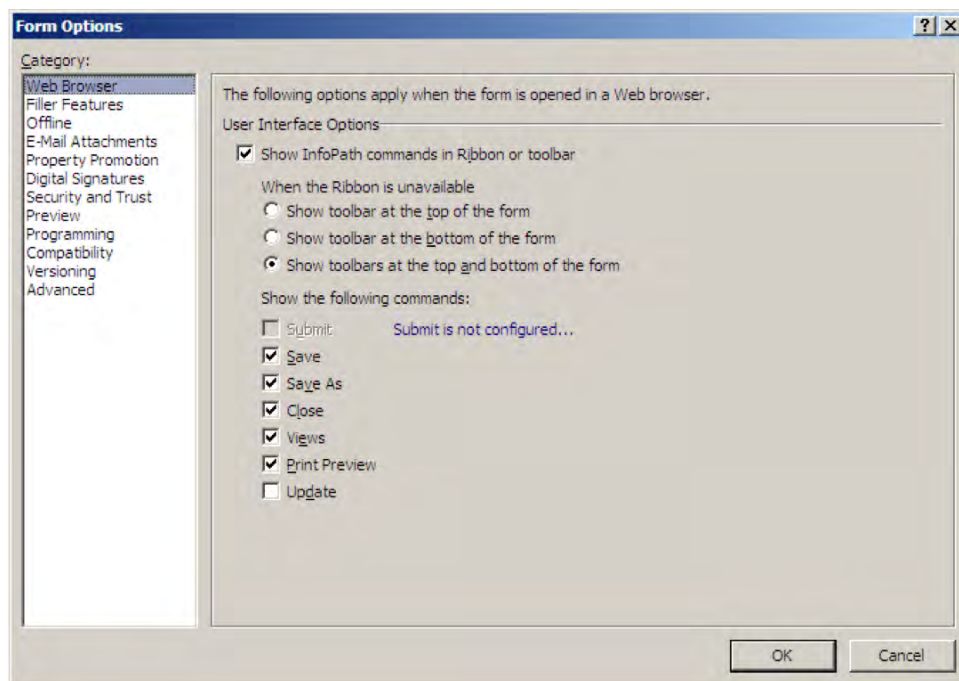 Form Options
Category:
Web Browser
Filler Features
Offline
E-Mail Attachments
Property Promotion
Digital Signatures
Security and Trust
Preview
Programming
Compatibility
Versioning
Advanced
The following options apply when the form is opened in a Web browser.
User Interface Options
Show InfoPath commands in Ribbon or toolbar
When the Ribbon is unavailable
Show toolbar at the top of the form
Show toolbar at the bottom of the form
Show toolbars at the top and bottom of the form
Show the following commands:
Submit Submit is not configured...
Save
Save As
Close
Views
Print Preview
Update
OK Cancel